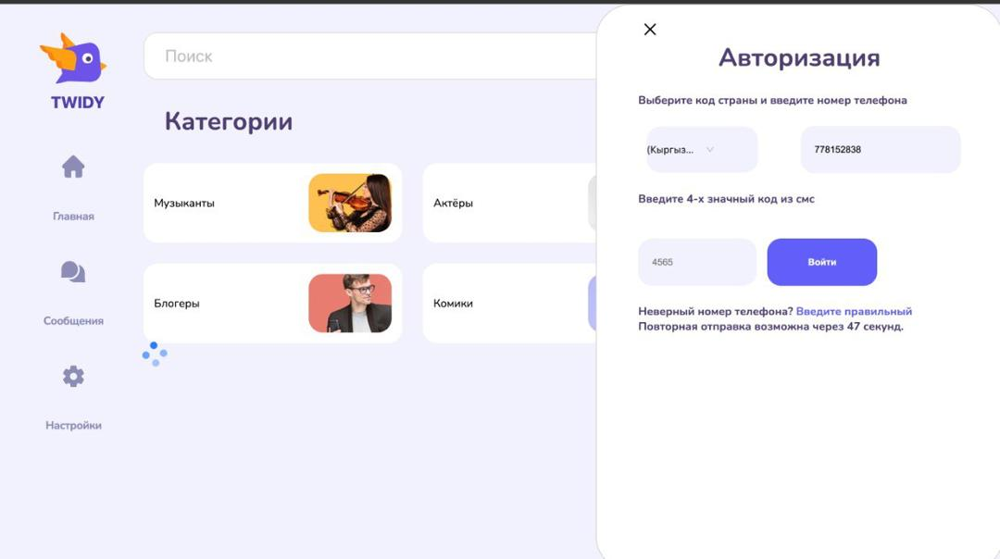 TWIDY
Главная
Сообщения
Настройки
Поиск
Категории
Музыканты
Актёры
Блогеры
Комики
Авторизация
Выберите код страны и введите номер телефона
(Кыргыз...
778152838
Введите 4-х значный код из смс
4565
Войти
Неверный номер телефона? Введите правильный
Повторная отправка возможна через 47 секунд.